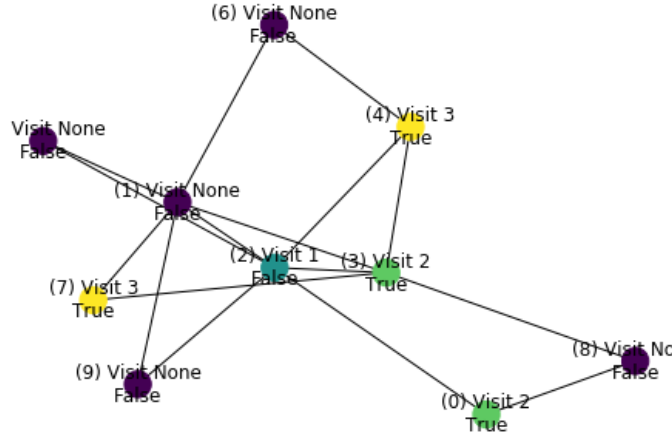 (6) Visit None
False
(4) Visit 3
True
Visit None
False
(1) Visit None
False
(2) Visit 1
False
(3) Visit 2
True
(7) Visit 3
True
(8) Visit No
False
(9) Visit None
False
(0) Visit 2
True